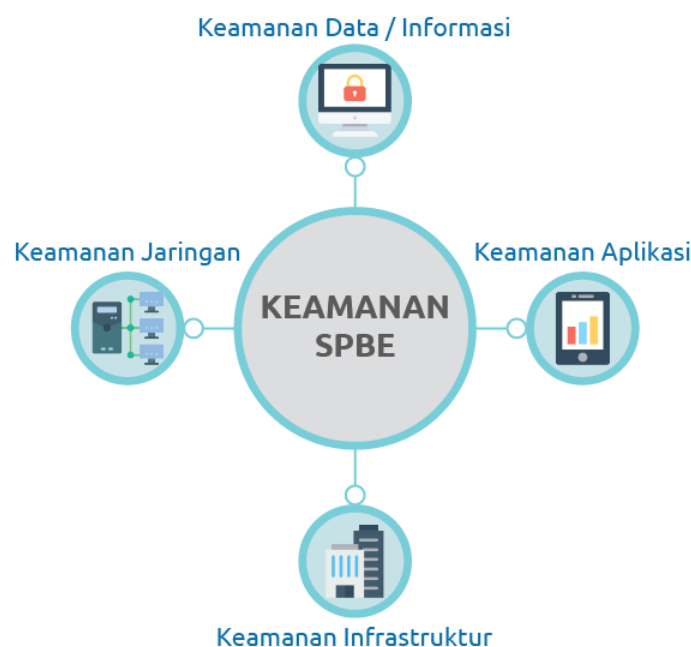 Keamanan Data / Informasi
Keamanan Jaringan
Keamanan Aplikasi
KEAMANAN
SPBE
Keamanan Infrastruktur